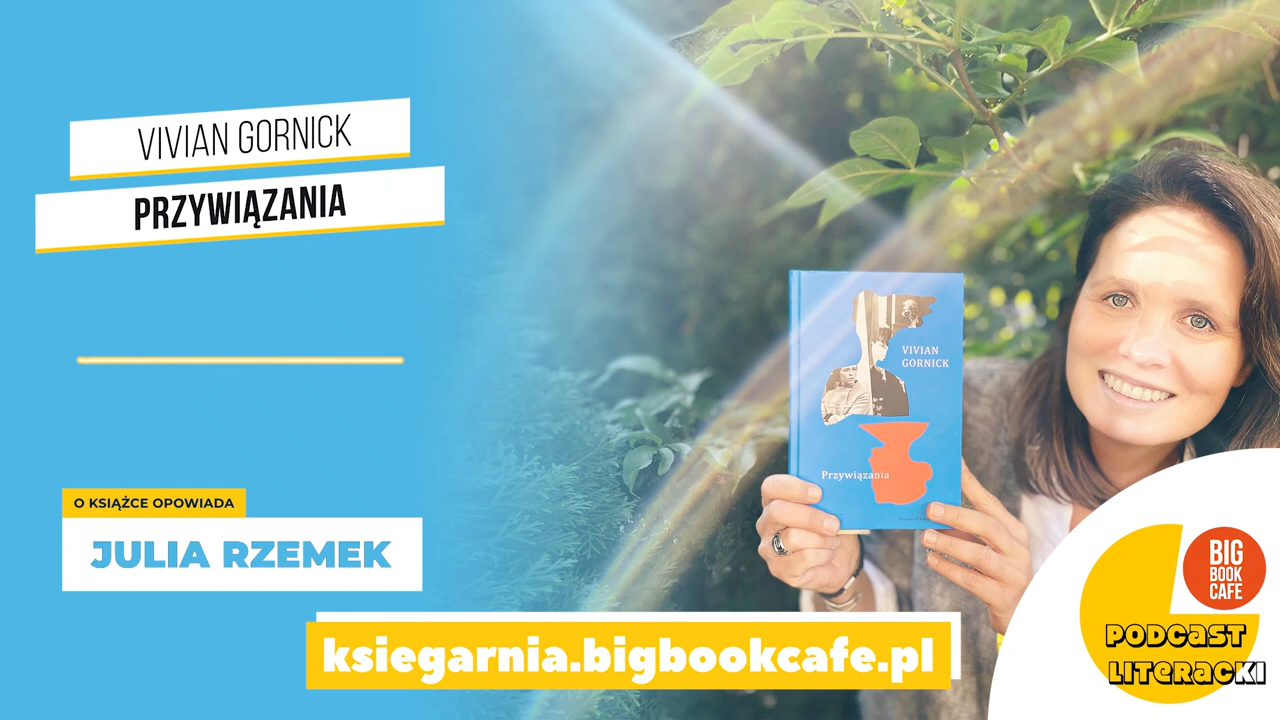 VIVIAN GORNICK
PRZYWIĄZANIA
O KSIĄŻCE OPOWIADA
JULIA RZEMEK
ksiegarnia.bigbookcafe.pl
VIVIAN
GORNICK
Przywiązania
BIG
BOOK
CAFE
PODCAST
LITERACKI